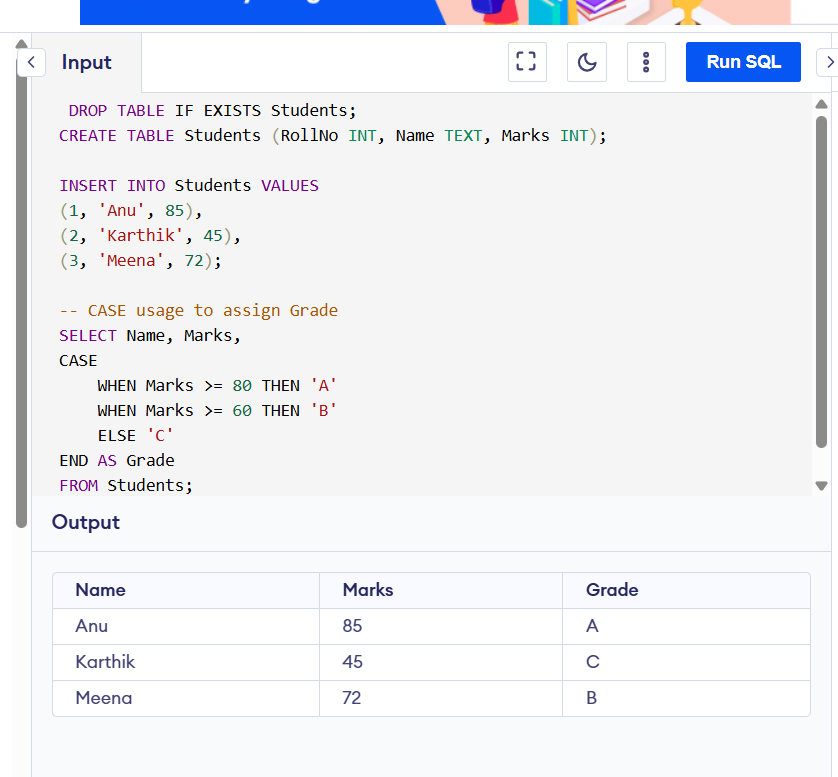 Input
Run SQL
DROP TABLE IF EXISTS Students;
CREATE TABLE Students (RollNo INT, Name TEXT, Marks INT);
INSERT INTO Students VALUES
(1, 'Anu', 85),
(2, 'Karthik', 45),
(3, 'Meena', 72);
-- CASE usage to assign Grade
SELECT Name, Marks,
CASE
    WHEN Marks >= 80 THEN 'A'
    WHEN Marks >= 60 THEN 'B'
    ELSE 'C'
END AS Grade
FROM Students;
Output
Name Marks Grade
Anu 85 A
Karthik 45 C
Meena 72 B